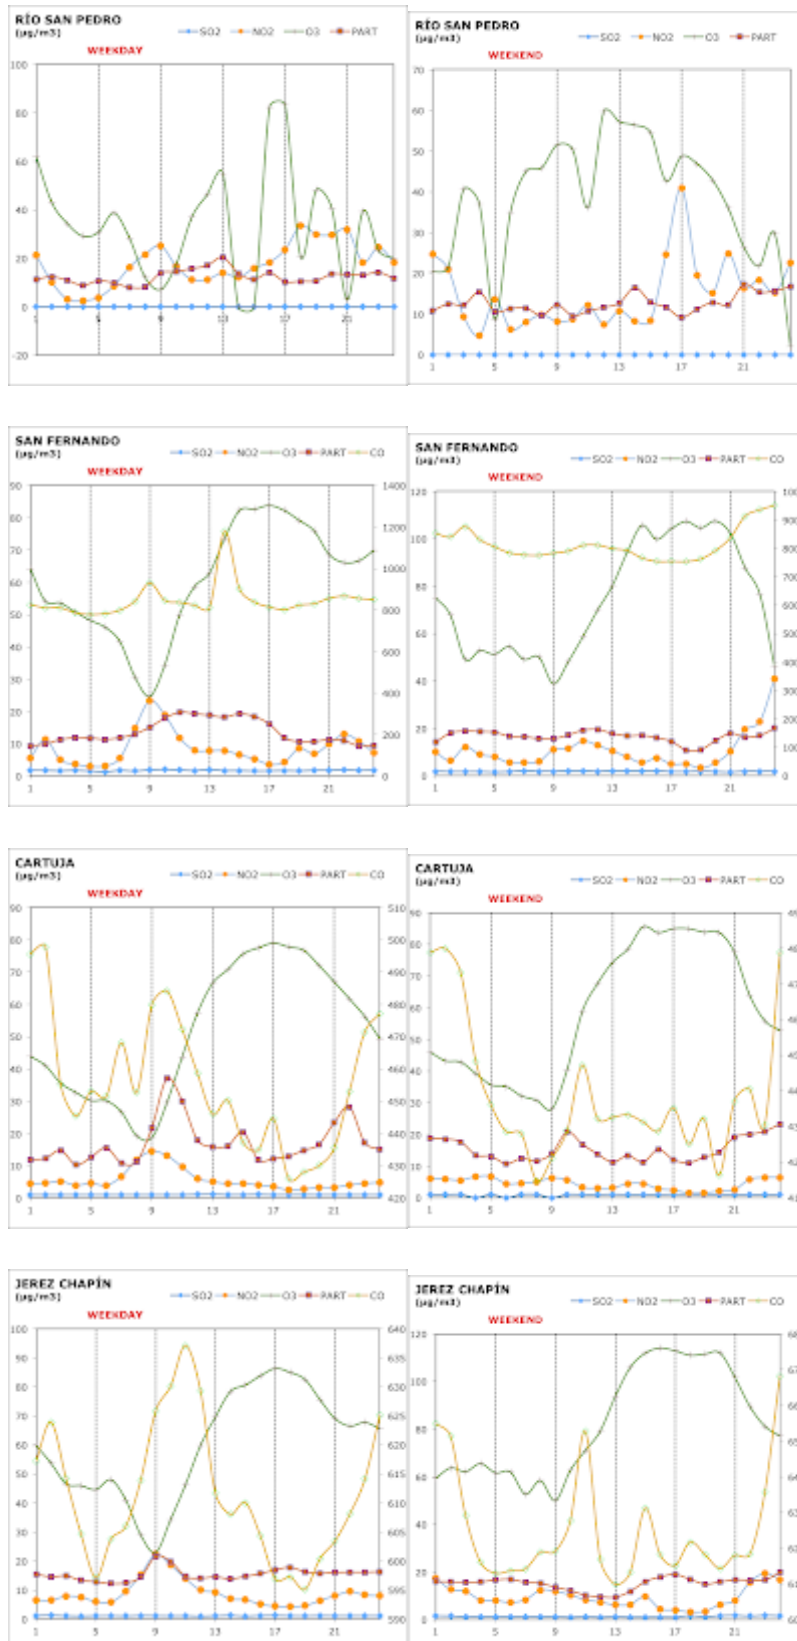 RÍO SAN PEDRO
(µg/m3)
SO2 NO2 O3 PART
WEEKDAY
100
80
60
40
20
0
-20
1 5 9 13 17 21
RÍO SAN PEDRO
(µg/m3)
SO2 NO2 O3 PART
WEEKEND
70
60
50
40
30
20
10
0
1 5 9 13 17 21
SAN FERNANDO
(µg/m3)
SO2 NO2 O3 PART CO
WEEKDAY
90 1400
80
70 1200
60 1000
50 800
40 600
30 400
20 200
10
0 0
1 5 9 13 17 21
SAN FERNANDO
(µg/m3)
SO2 NO2 O3 PART CO
WEEKEND
120
100
80
60
40
20
0
1 5 9 13 17 21
CARTUJA
(µg/m3)
SO2 NO2 O3 PART CO
WEEKDAY
90 510
80 500
70 490
60 480
50 470
40 460
30 450
20 440
10 430
0 420
1 5 9 13 17 21
CARTUJA
(µg/m3)
SO2 NO2 O3 PART CO
WEEKEND
90
80
70
60
50
40
30
20
10
0
1 5 9 13 17 21
JEREZ CHAPÍN
(µg/m3)
SO2 NO2 O3 PART CO
WEEKDAY
100 640
90 635
80 630
70 625
60 620
50 615
40 610
30 605
20 600
10 595
0 590
1 5 9 13 17 21
JEREZ CHAPÍN
(µg/m3)
SO2 NO2 O3 PART CO
WEEKEND
120
100
80
60
40
20
0
1 5 9 13 17 21